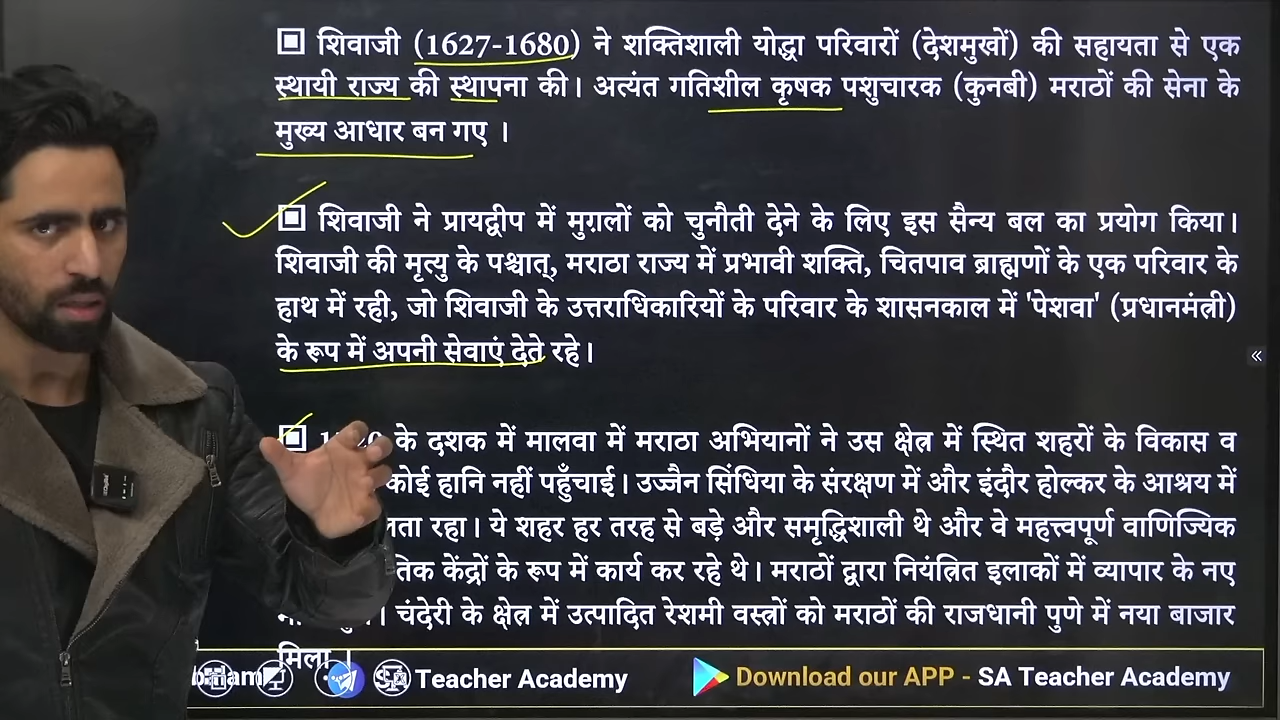 शिवाजी (1627-1680) ने शक्तिशाली योद्धा परिवारों (देशमुखों) की सहायता से एक
स्थायी राज्य की स्थापना की। अत्यंत गतिशील कृषक पशुचारक (कुनबी) मराठों की सेना के
मुख्य आधार बन गए ।
शिवाजी ने प्रायद्वीप में मुग़लों को चुनौती देने के लिए इस सैन्य बल का प्रयोग किया।
शिवाजी की मृत्यु के पश्चात्, मराठा राज्य में प्रभावी शक्ति, चितपाव ब्राह्मणों के एक परिवार के
हाथ में रही, जो शिवाजी के उत्तराधिकारियों के परिवार के शासनकाल में 'पेशवा' (प्रधानमंत्री)
के रूप में अपनी सेवाएं देते रहे।
के दशक में मालवा में मराठा अभियानों ने उस क्षेत्र में स्थित शहरों के विकास व
कोई हानि नहीं पहुँचाई। उज्जैन सिंधिया के संरक्षण में और इंदौर होल्कर के आश्रय में
रहा। ये शहर हर तरह से बड़े और समृद्धिशाली थे और वे महत्त्वपूर्ण वाणिज्यिक
केंद्रों के रूप में कार्य कर रहे थे। मराठों द्वारा नियंत्रित इलाकों में व्यापार के नए
चंदेरी के क्षेत्र में उत्पादित रेशमी वस्त्रों को मराठों की राजधानी पुणे में नया बाजार
मिला ।
Teacher Academy
Download our APP - SA Teacher Academy